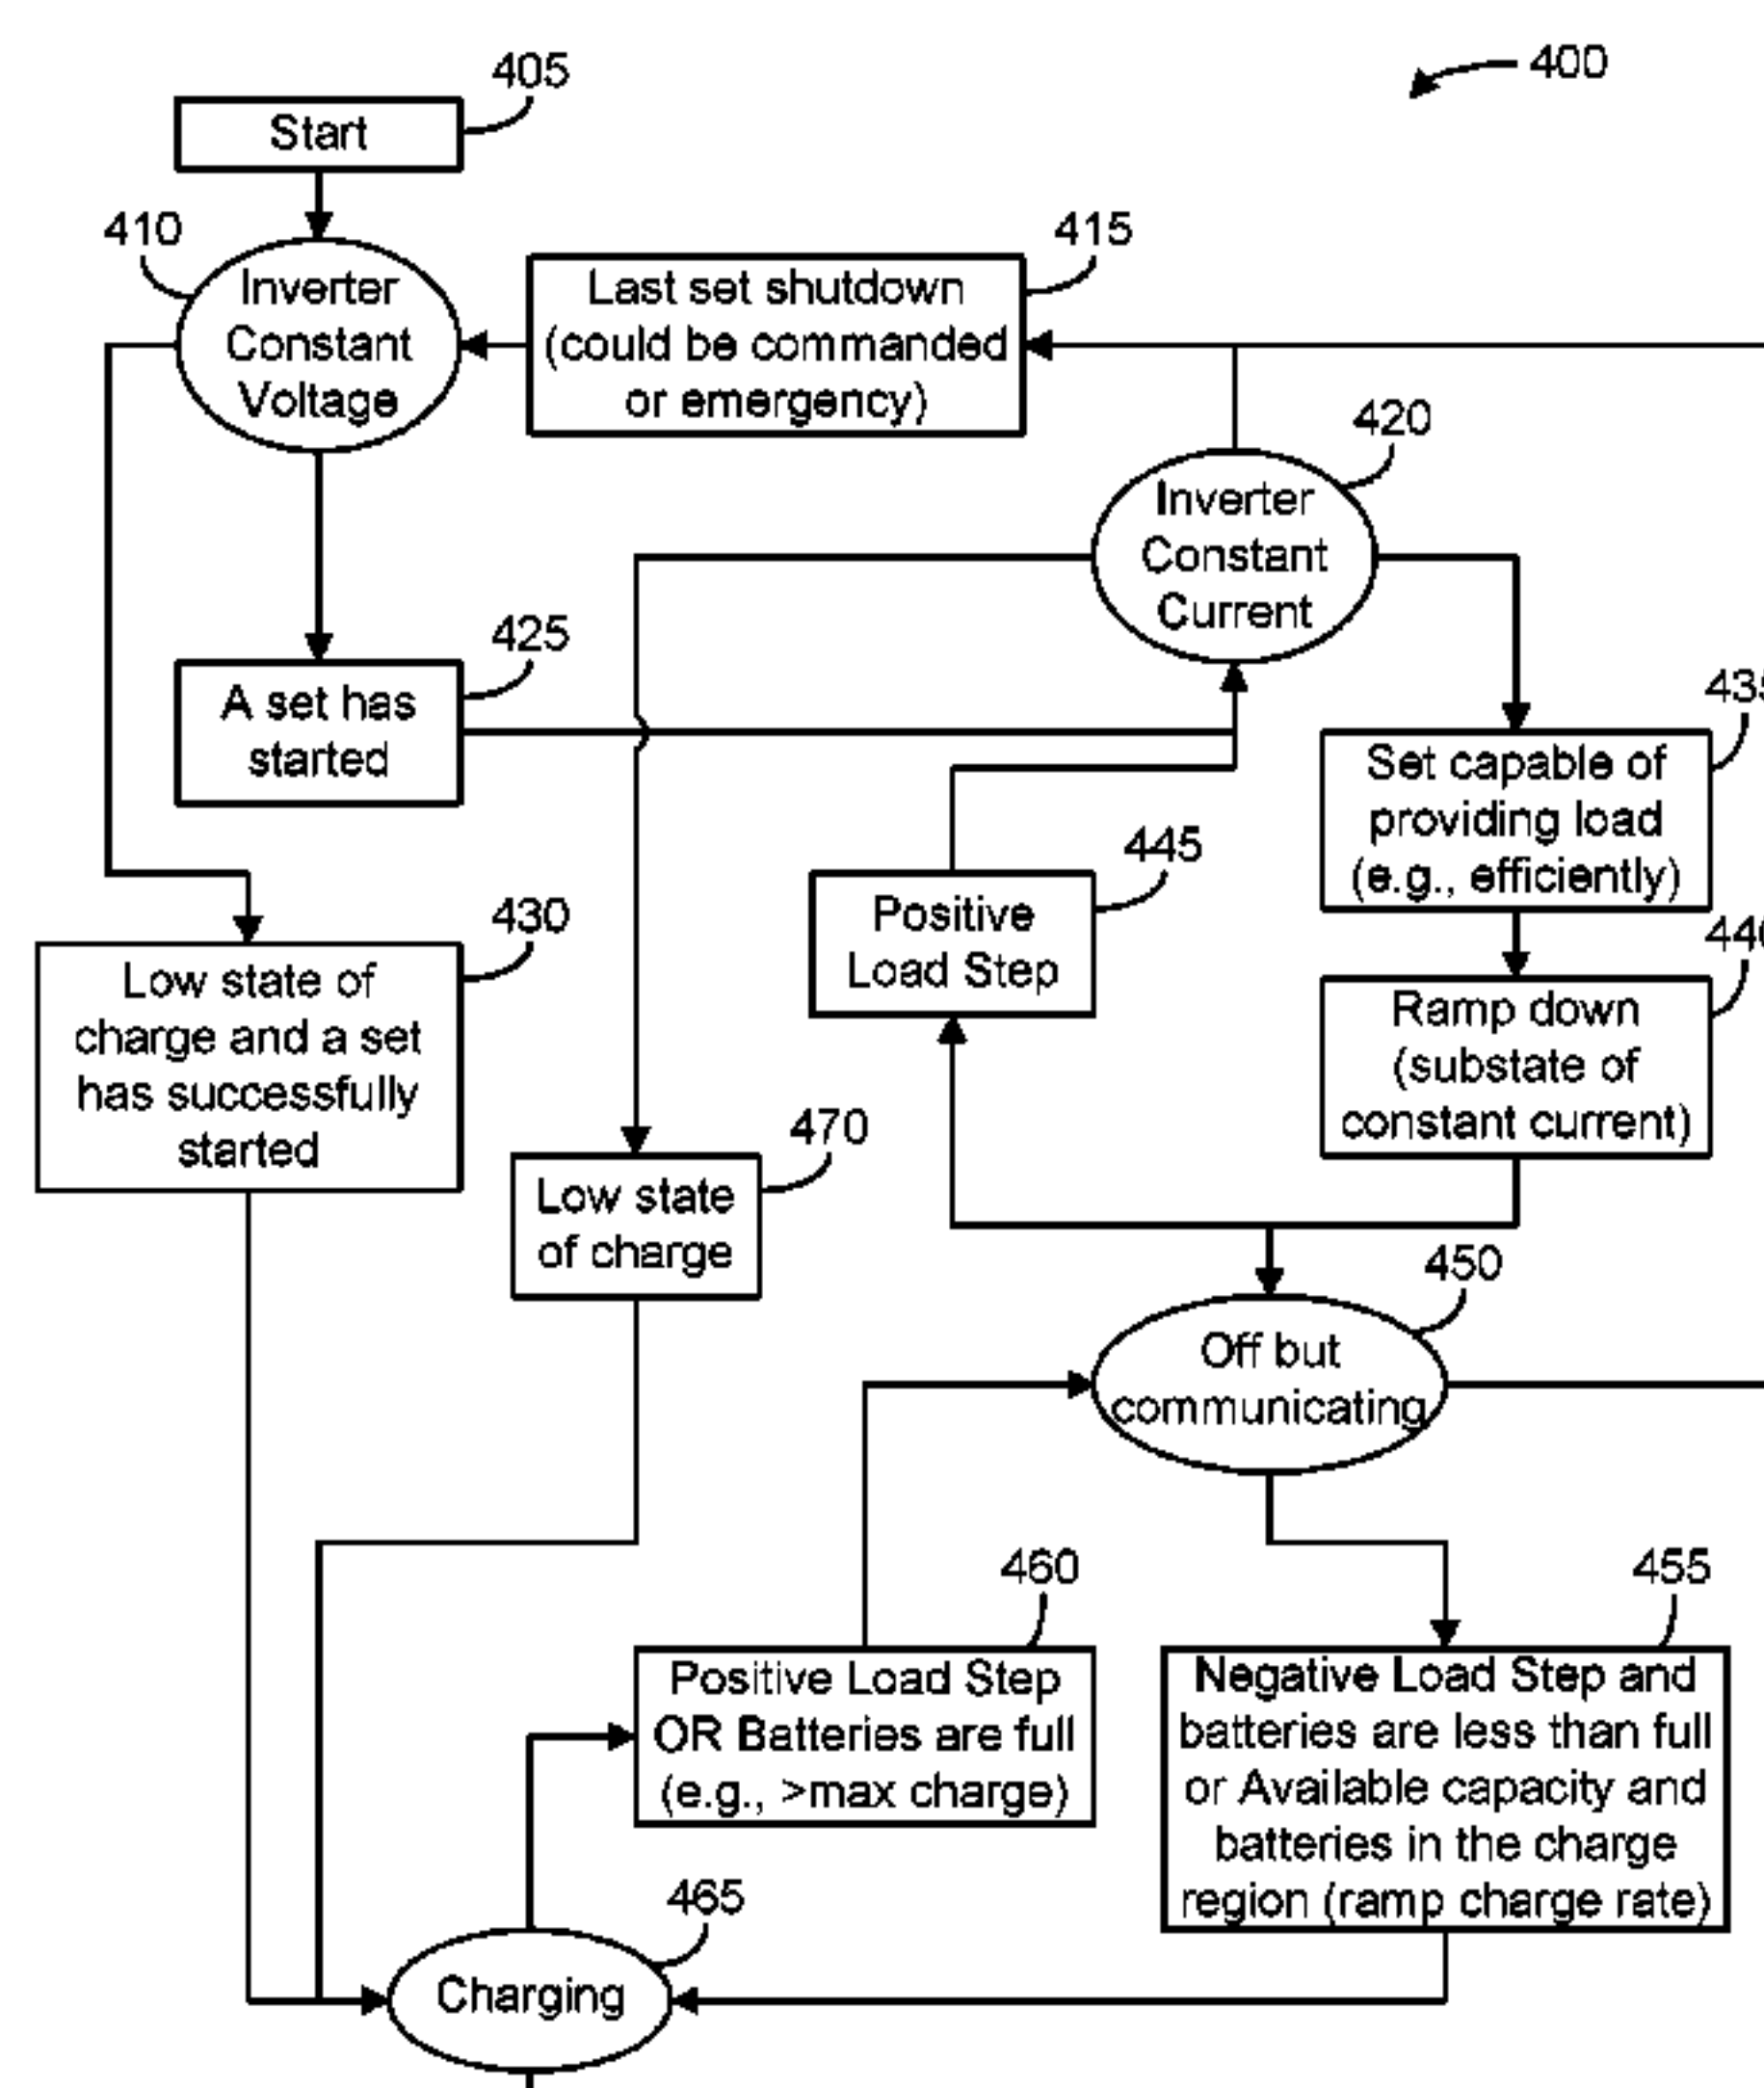 405
400
Start
410
415
Inverter
Constant
Voltage
Last set shutdown
(could be commanded
or emergency)
420
Inverter
Constant
Current
425
A set has
started
435
Set capable of
providing load
(e.g., efficiently)
445
Positive
Load Step
430
Low state of
charge and a set
has successfully
started
440
Ramp down
(substate of
constant current)
470
Low state
of charge
450
Off but
communicating
460
Positive Load Step
OR Batteries are full
(e.g., >max charge)
455
Negative Load Step and
batteries are less than full
or Available capacity and
batteries in the charge
region (ramp charge rate)
465
Charging